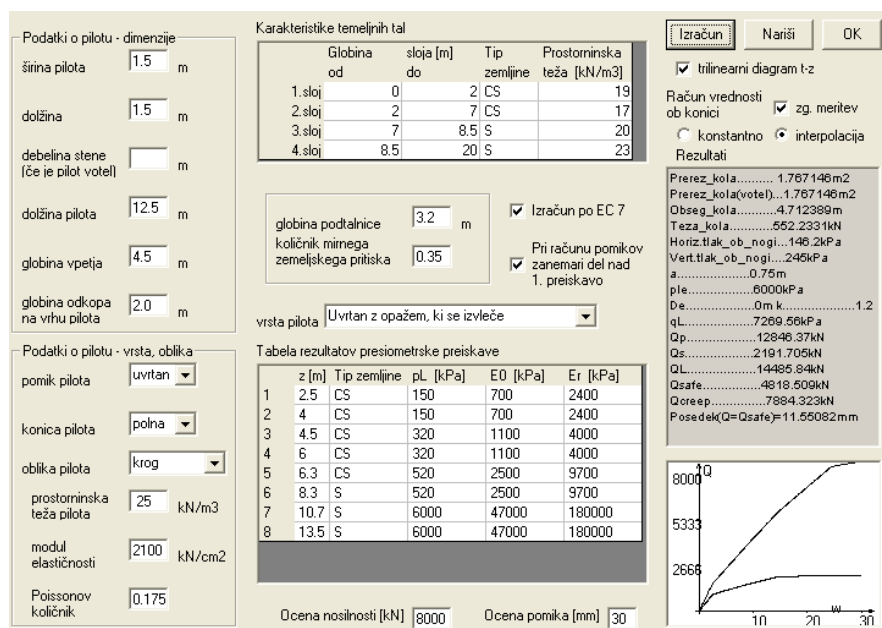 Podatki o pilotu - dimenzije
širina pilota 1.5 m
dolžina 1.5 m
debelina stene
(če je pilot votel) m
dolžina pilota 12.5 m
globina vpetja 4.5 m
globina odkopa
na vrhu pilota 2.0 m
Podatki o pilotu - vrsta, oblika
pomik pilota uvrtan
konica pilota polna
oblika pilota krog
prostorninska
teža pilota 25 kN/m3
modul
elastičnosti 2100 kN/cm2
Poissonov
količnik 0.175
Karakteristike temeljnih tal
Globina sloja [m] Tip Prostorninska
od do zemljine teža [kN/m3]
1.sloj 0 2 CS 19
2.sloj 2 7 CS 17
3.sloj 7 8.5 S 20
4.sloj 8.5 20 S 23
globina podtalnice 3.2 m
količnik mirnega
zemeljskega pritiska 0.35
Izračun po EC 7
Pri računu pomikov
zanemari del nad
1. preiskavo
vrsta pilota Uvrtan z opažem, ki se izvleče
Tabela rezultatov presiometrske preiskave
z [m] Tip zemljine pL [kPa] E0 [kPa] Er [kPa]
1 2.5 CS 150 700 2400
2 4 CS 150 700 2400
3 4.5 CS 320 1100 4000
4 6 CS 320 1100 4000
5 6.3 CS 520 2500 9700
6 8.3 S 520 2500 9700
7 10.7 S 6000 47000 180000
8 13.5 S 6000 47000 180000
Ocena nosilnosti [kN] 8000 Ocena pomika [mm] 30
Izračun Nariši OK
trilinearni diagram t-z
Račun vrednosti
ob konici zg. meritev
konstantno interpolacija
Rezultati
Prerez_kola.......... 1.767146m2
Prerez_kola(votel)...1.767146m2
Obseg_kola..........4.712389m
Teza_kola...........552.2331kN
Horiz.tlak_ob_nogi...146.2kPa
Vert.tlak_ob_nogi....245kPa
a...................0.75m
ple.................6000kPa
De..................0m k..................1.2
qL..................7269.56kPa
Qp..................12846.37kN
Qs..................2191.705kN
QL..................14485.84kN
Qsafe...............4818.509kN
Qcreep..............7884.323kN
Posedek(Q=Qsafe)=11.55082mm
8000 Q
5333
2666
w
10 20 30